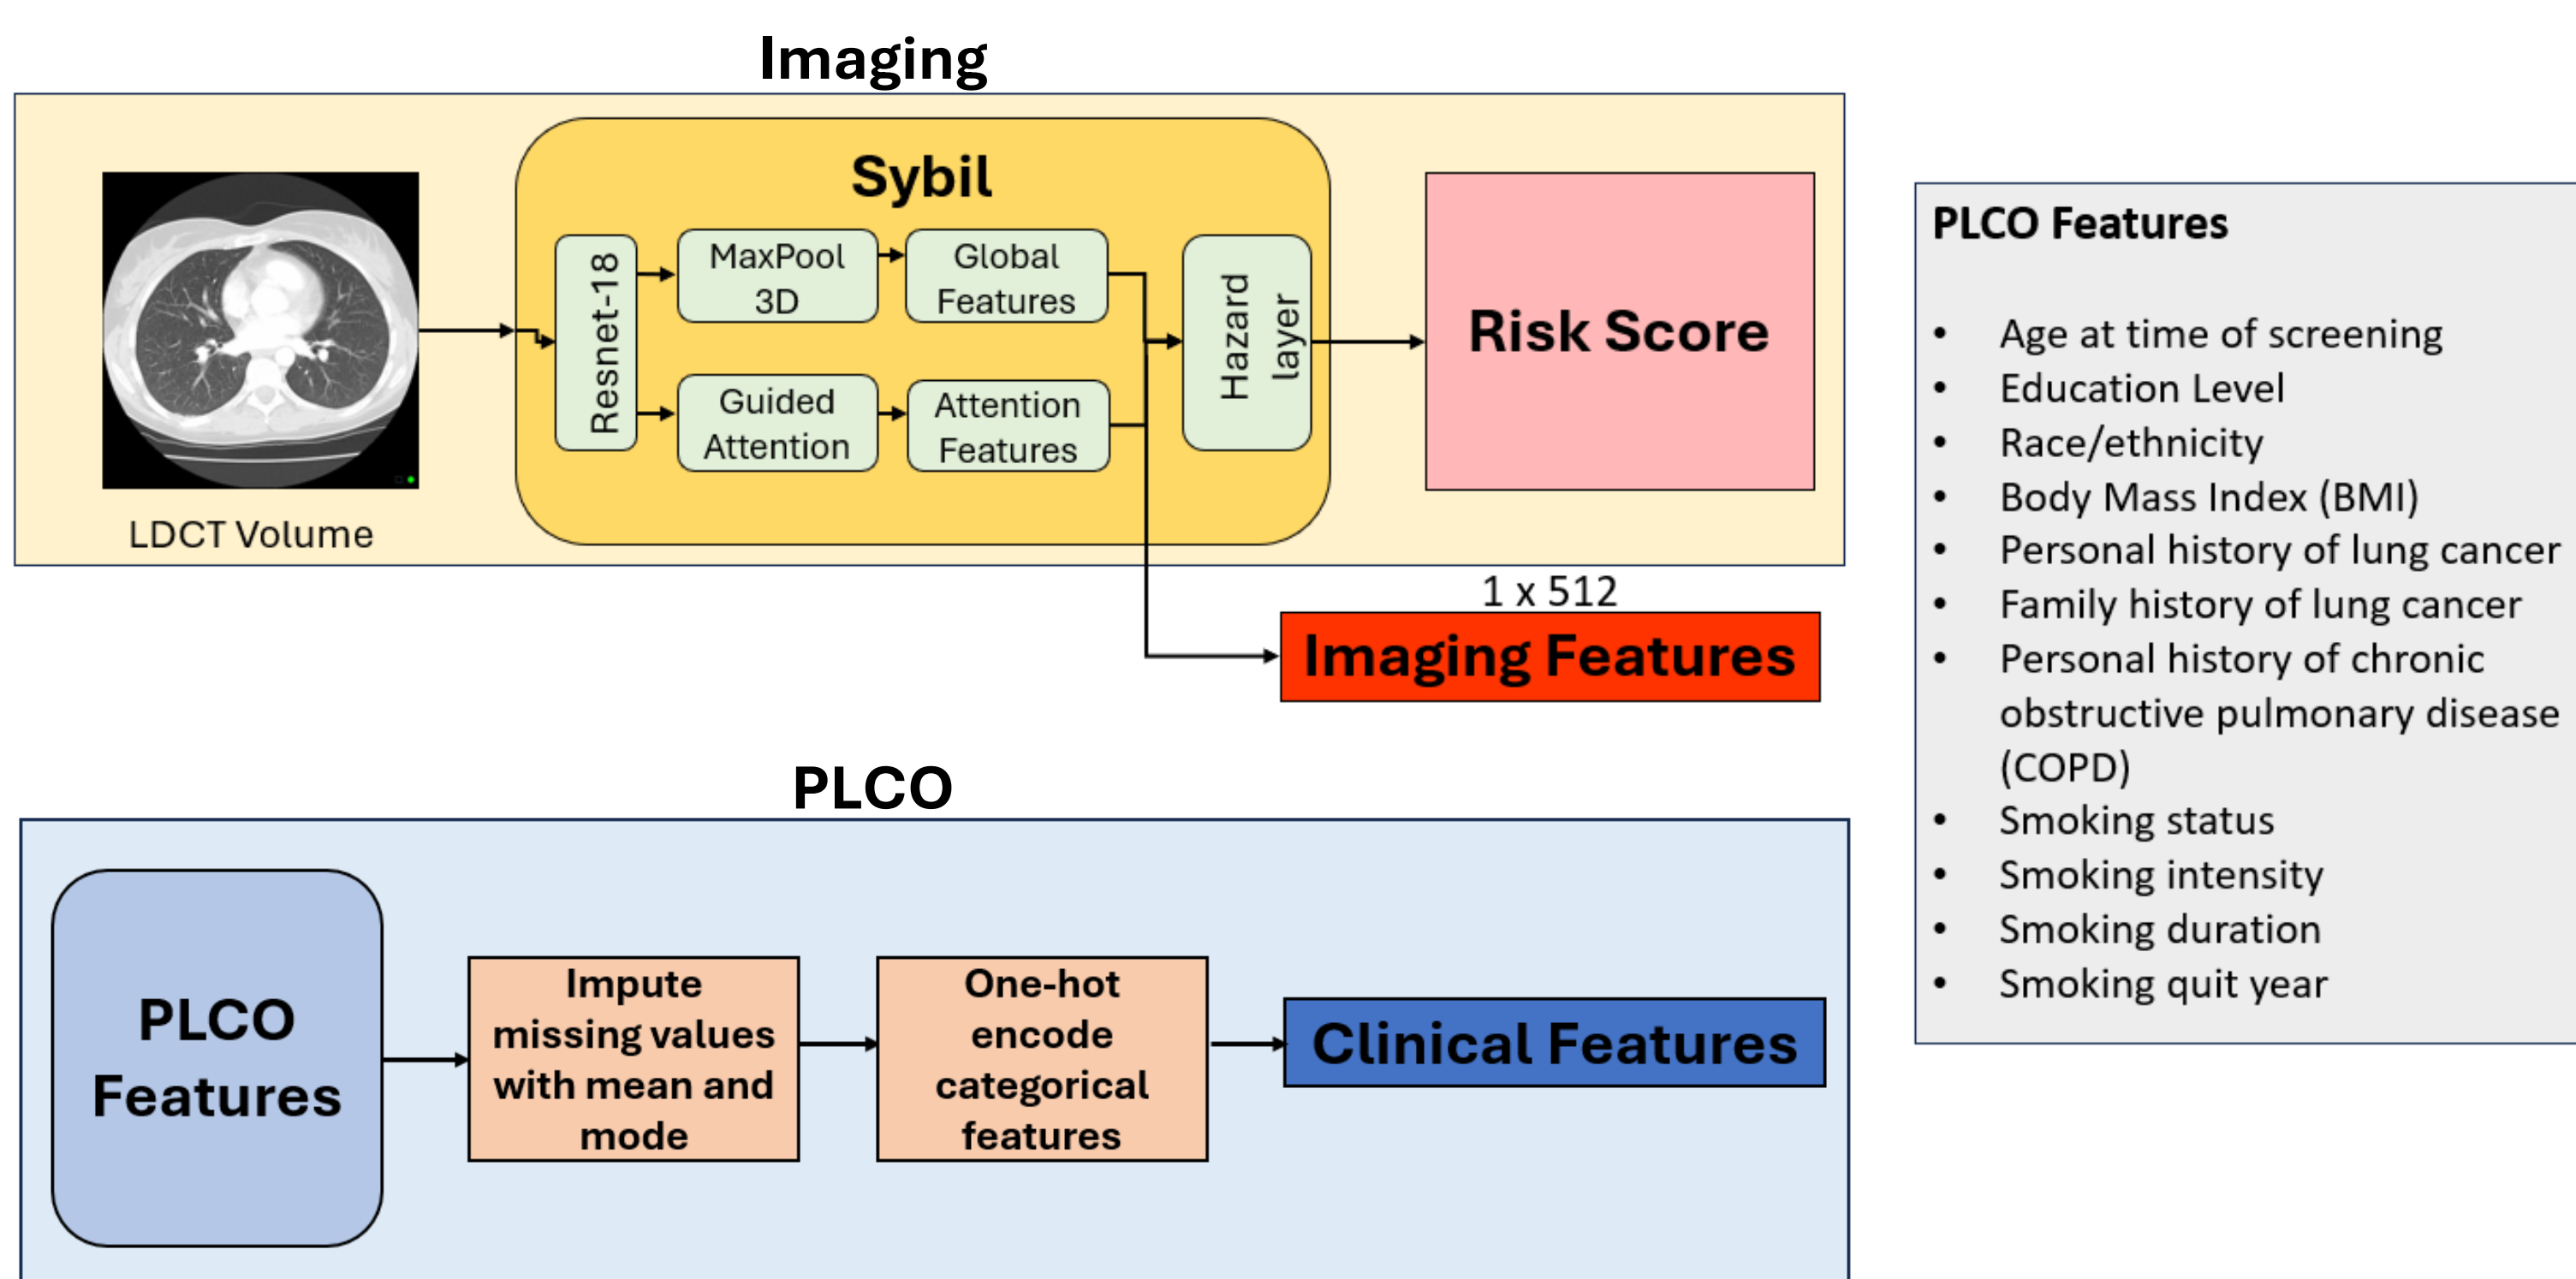 Imaging
Sybil
Resnet-18
MaxPool
3D
Global
Features
Guided
Attention
Attention
Features
Hazard
layer
Risk Score
LDCT Volume
1 x 512
Imaging Features
PLCO
PLCO
Features
Impute
missing values
with mean and
mode
One-hot
encode
categorical
features
Clinical Features
PLCO Features
• Age at time of screening
• Education Level
• Race/ethnicity
• Body Mass Index (BMI)
• Personal history of lung cancer
• Family history of lung cancer
• Personal history of chronic
obstructive pulmonary disease
(COPD)
• Smoking status
• Smoking intensity
• Smoking duration
• Smoking quit year